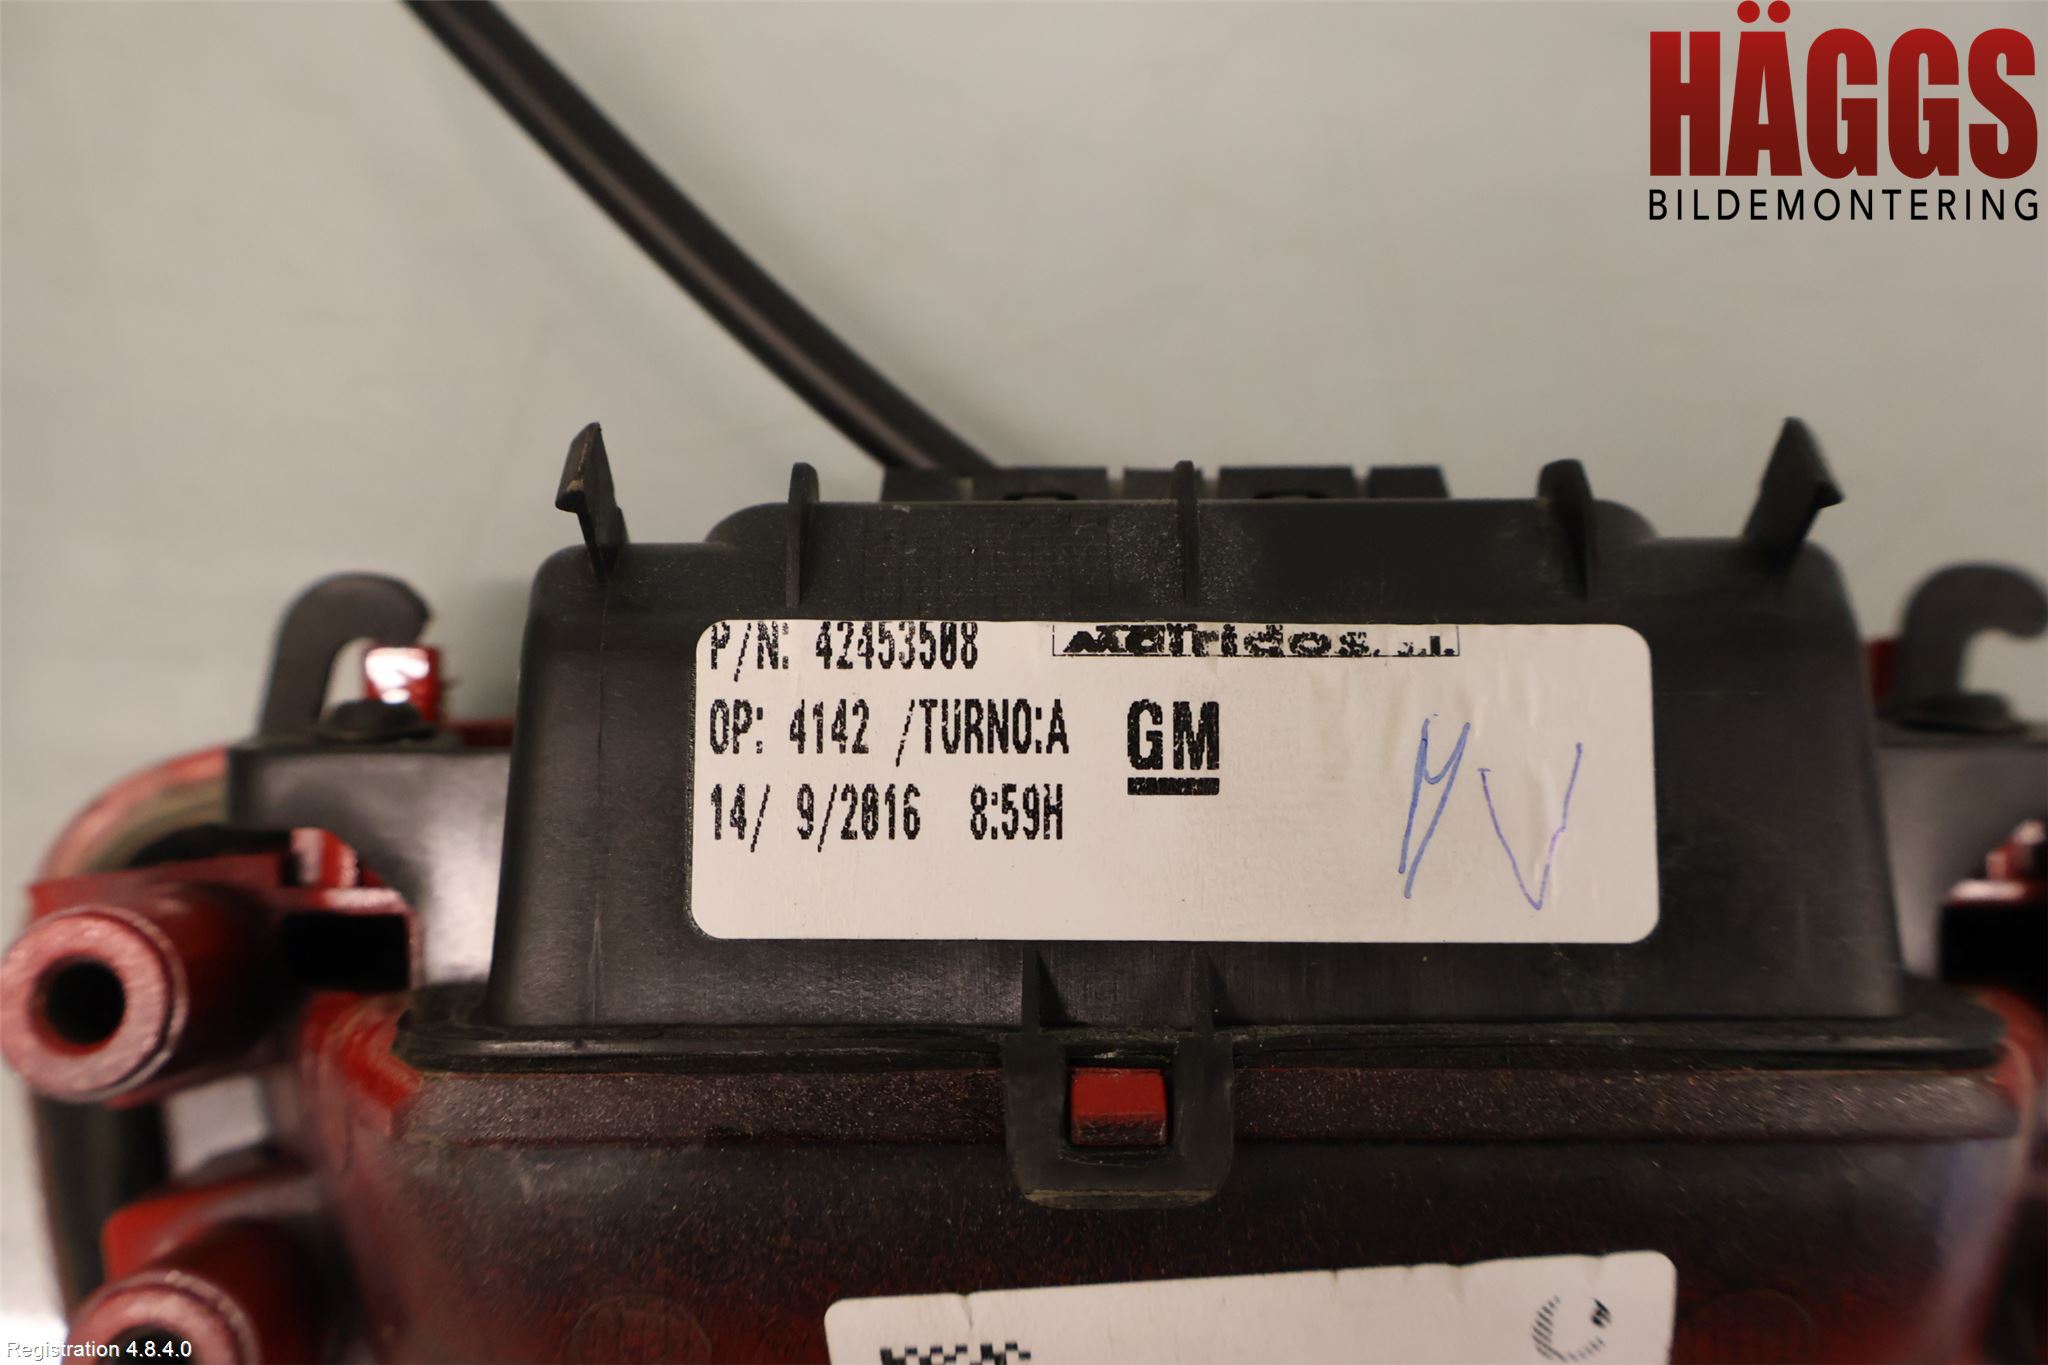 HÄGGS
BILDEMONTERING
P/N: 42453508
OP: 4142 /TURNO:A
GM
14/ 9/2016 8:59H
Registration 4.8.4.0